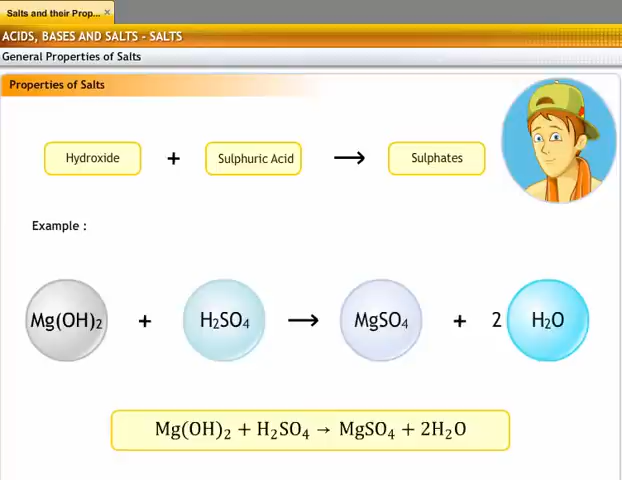 Salts and their Prop... ×
ACIDS, BASES AND SALTS - SALTS
General Properties of Salts
Properties of Salts
Hydroxide + Sulphuric Acid ⟶ Sulphates
Example :
Mg(OH)₂ + H₂SO₄ ⟶ MgSO₄ + 2 H₂O
Mg(OH)₂ + H₂SO₄ → MgSO₄ + 2H₂O